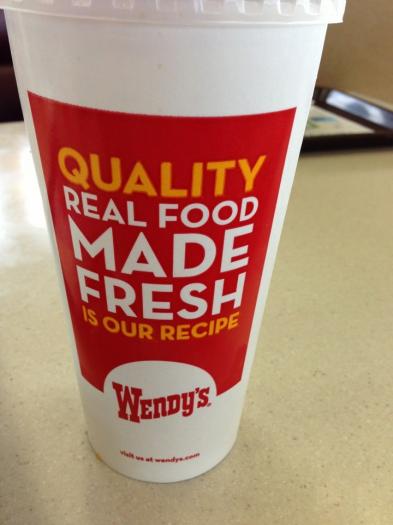 QUALITY
REAL FOOD
MADE
FRESH
IS OUR RECIPE
WENDY'S
visit us at wendys.com